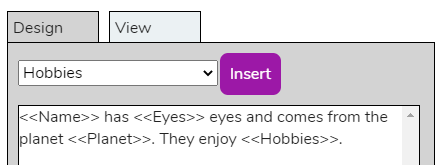 Design
View
Hobbies
Insert
<<Name>> has <<Eyes>> eyes and comes from the
planet <<Planet>>. They enjoy <<Hobbies>>.